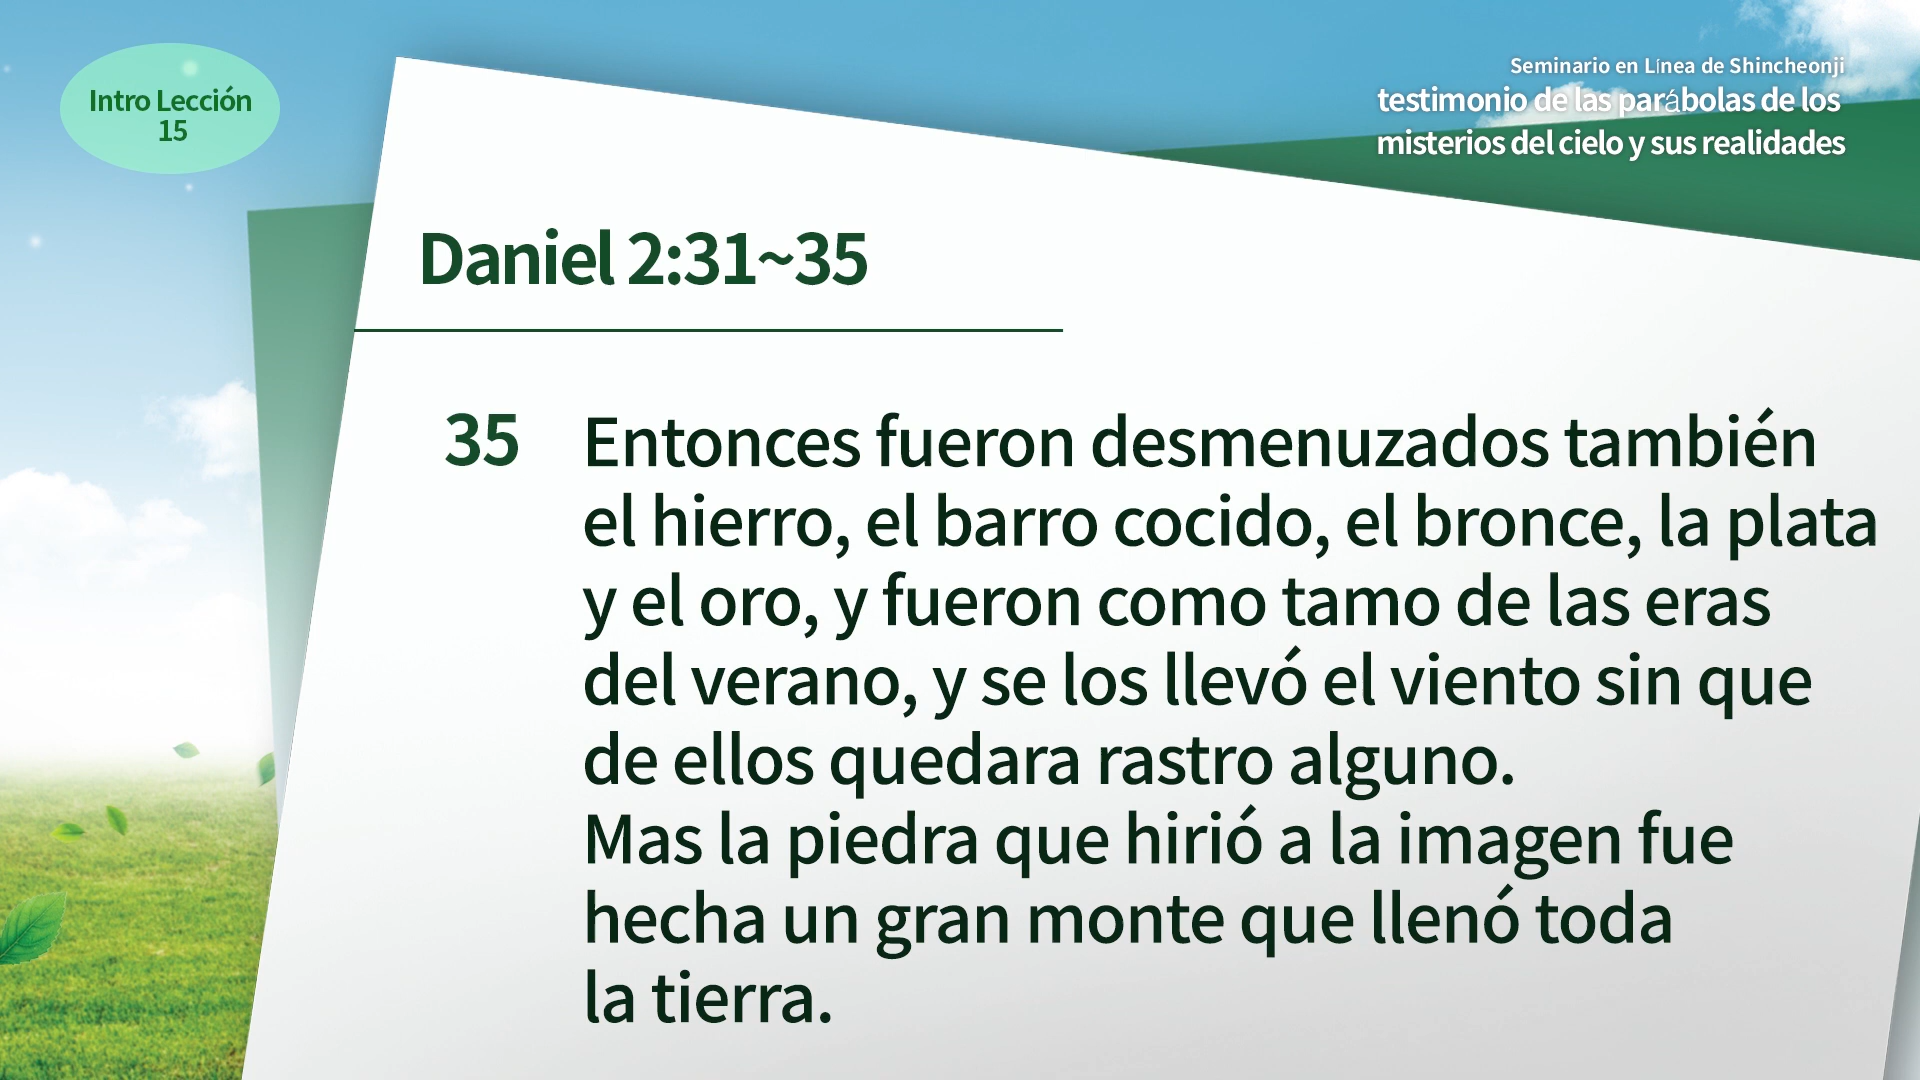 Intro Lección
15
Seminario en Línea de Shincheonji
testimonio de las parábolas de los
misterios del cielo y sus realidades
Daniel 2:31~35
35 Entonces fueron desmenuzados también
el hierro, el barro cocido, el bronce, la plata
y el oro, y fueron como tamo de las eras
del verano, y se los llevó el viento sin que
de ellos quedara rastro alguno.
Mas la piedra que hirió a la imagen fue
hecha un gran monte que llenó toda
la tierra.